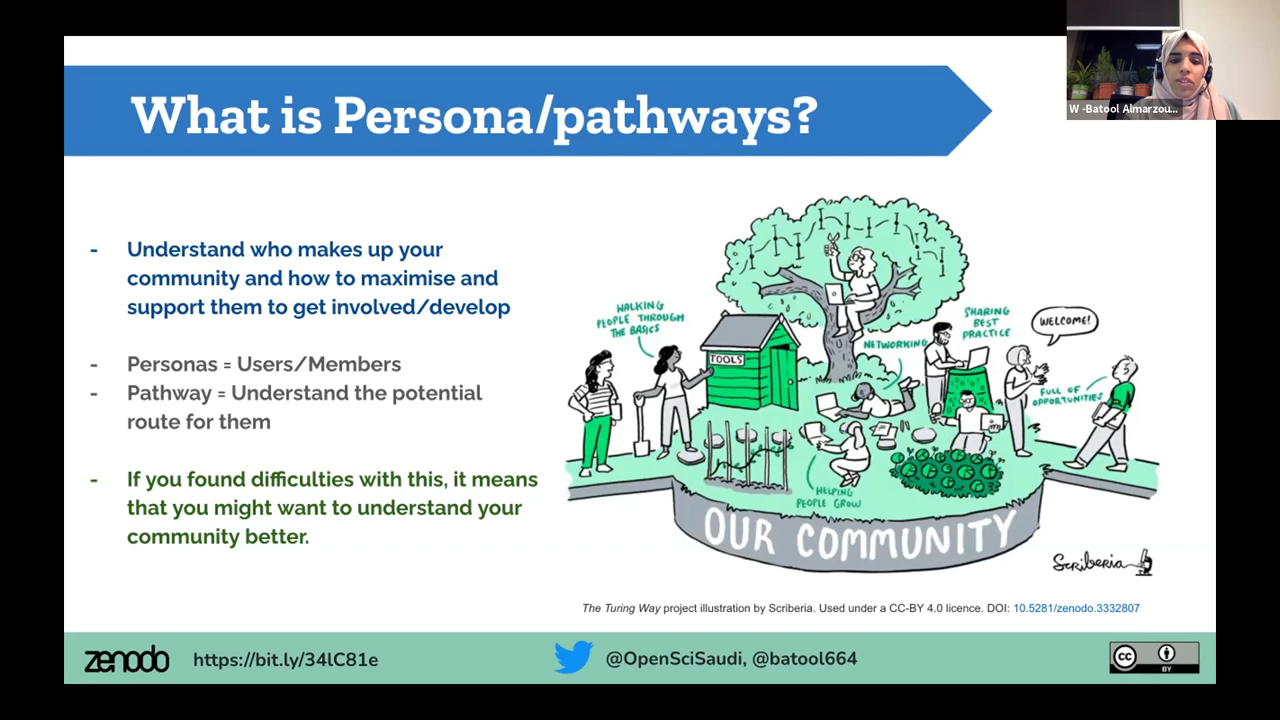 W -Batool Almarzou...
What is Persona/pathways?
- Understand who makes up your
community and how to maximise and
support them to get involved/develop
- Personas = Users/Members
- Pathway = Understand the potential
route for them
- If you found difficulties with this, it means
that you might want to understand your
community better.
WALKING
PEOPLE THROUGH
THE BASICS
TOOLS
NETWORKING
SHARING
BEST
PRACTICE
WELCOME!
FULL OF
OPPORTUNITIES
HELPING
PEOPLE GROW
OUR COMMUNITY
Scriberia
The Turing Way project illustration by Scriberia. Used under a CC-BY 4.0 licence. DOI: 10.5281/zenodo.3332807
zenodo
https://bit.ly/34lC81e
@OpenSciSaudi, @batool664
cc
BY